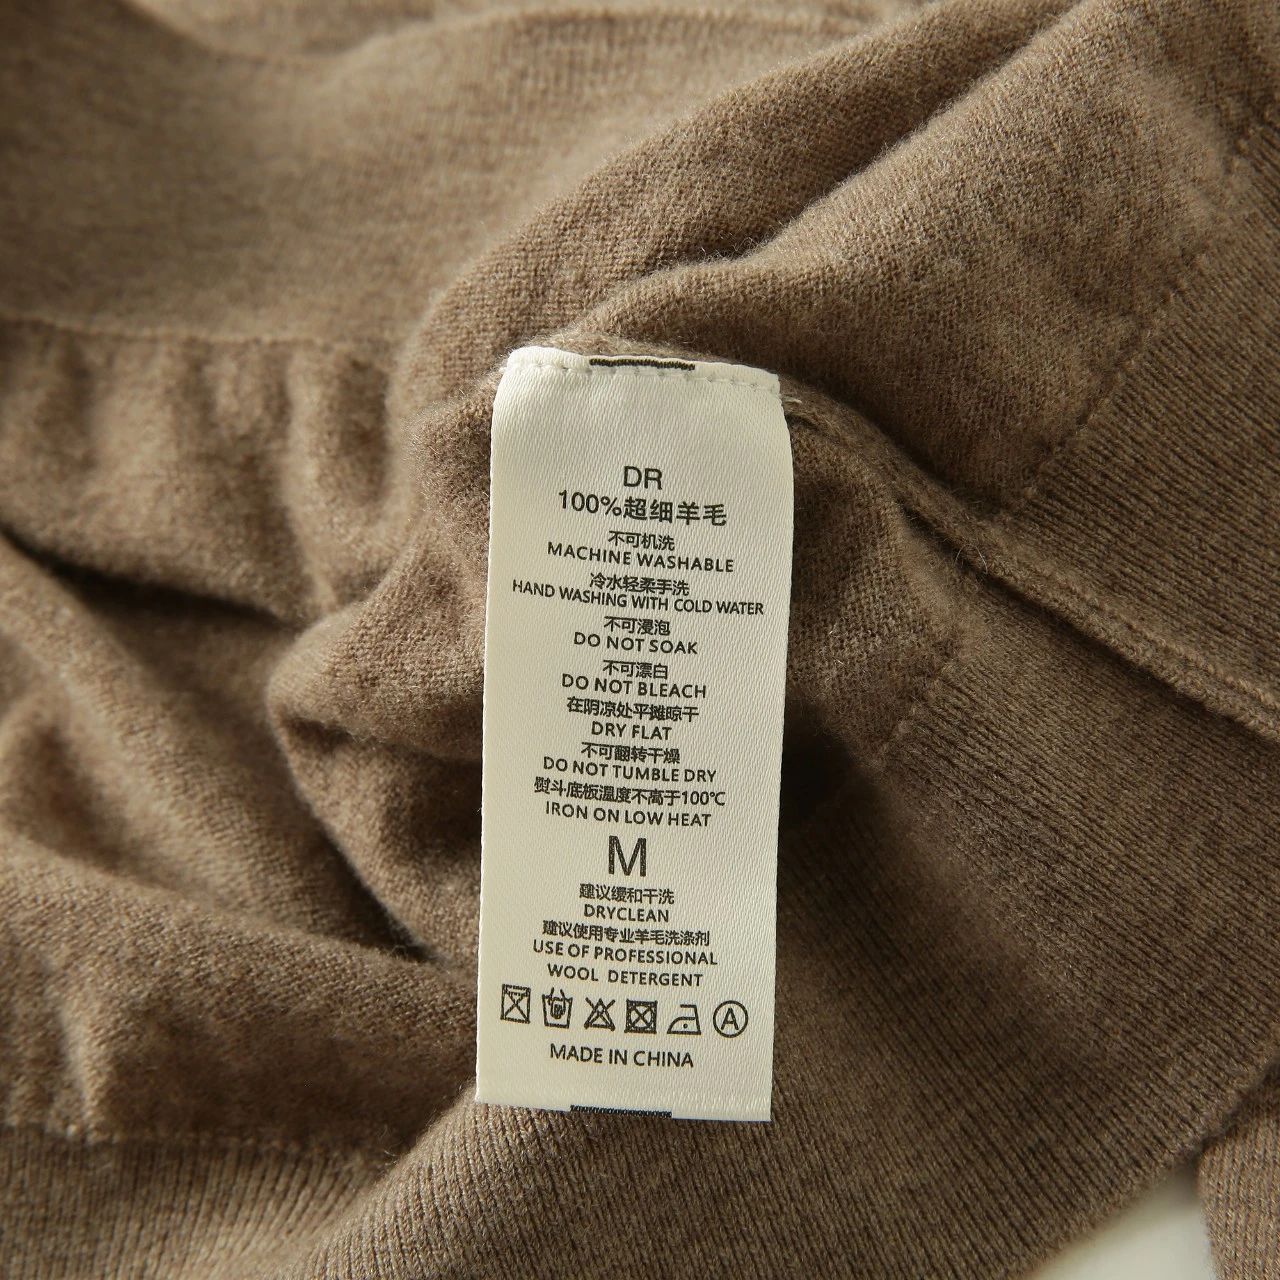 DR
100%超细羊毛
不可机洗
MACHINE WASHABLE
冷水轻柔手洗
HAND WASHING WITH COLD WATER
不可浸泡
DO NOT SOAK
不可漂白
DO NOT BLEACH
在阴凉处平摊晾干
DRY FLAT
不可翻转干燥
DO NOT TUMBLE DRY
熨斗底板温度不高于100℃
IRON ON LOW HEAT
M
建议缓和干洗
DRYCLEAN
建议使用专业羊毛洗涤剂
USE OF PROFESSIONAL
WOOL DETERGENT
A
MADE IN CHINA